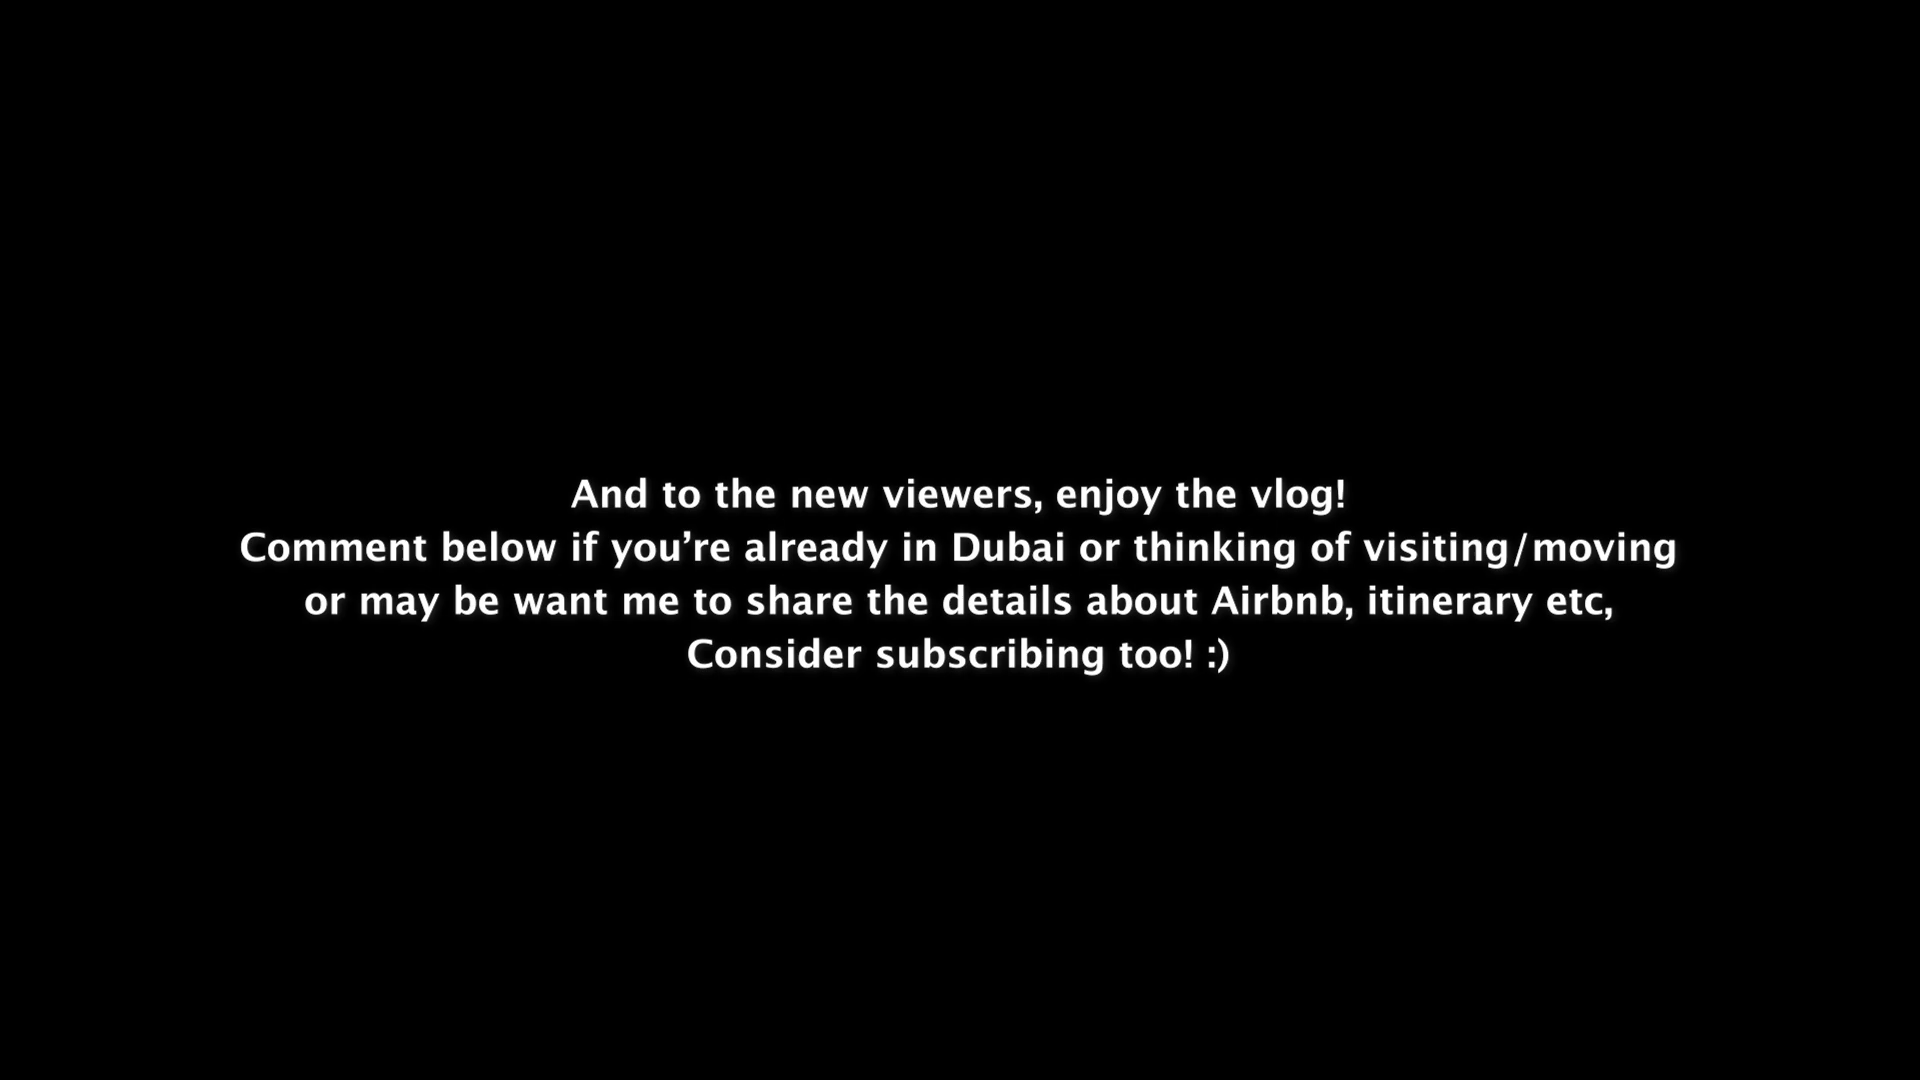 And to the new viewers, enjoy the vlog!
Comment below if you’re already in Dubai or thinking of visiting/moving
or may be want me to share the details about Airbnb, itinerary etc,
Consider subscribing too! :)